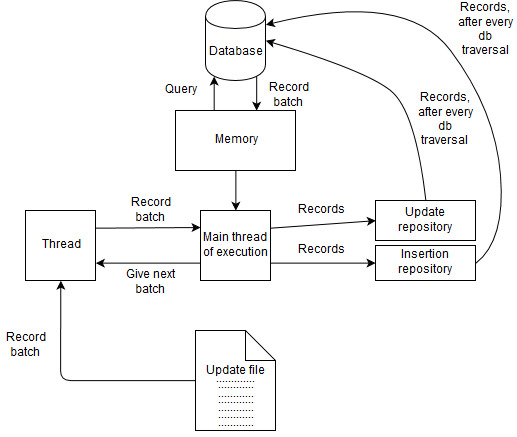 Records,
after every
db
traversal
Database
Query
Record
batch
Records,
after every
db
traversal
Memory
Record
batch
Records
Update
repository
Thread
Main thread
of execution
Records
Insertion
repository
Give next
batch
Record
batch
Update file